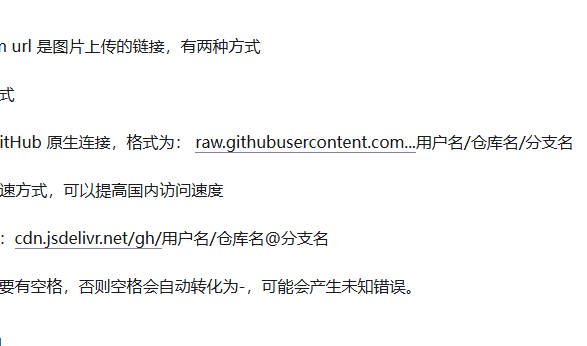 url 是图片上传的链接，有两种方式
式
GitHub 原生连接，格式为： raw.githubusercontent.com...用户名/仓库名/分支名
速方式，可以提高国内访问速度
：cdn.jsdelivr.net/gh/用户名/仓库名@分支名
要有空格，否则空格会自动转化为-，可能会产生未知错误。